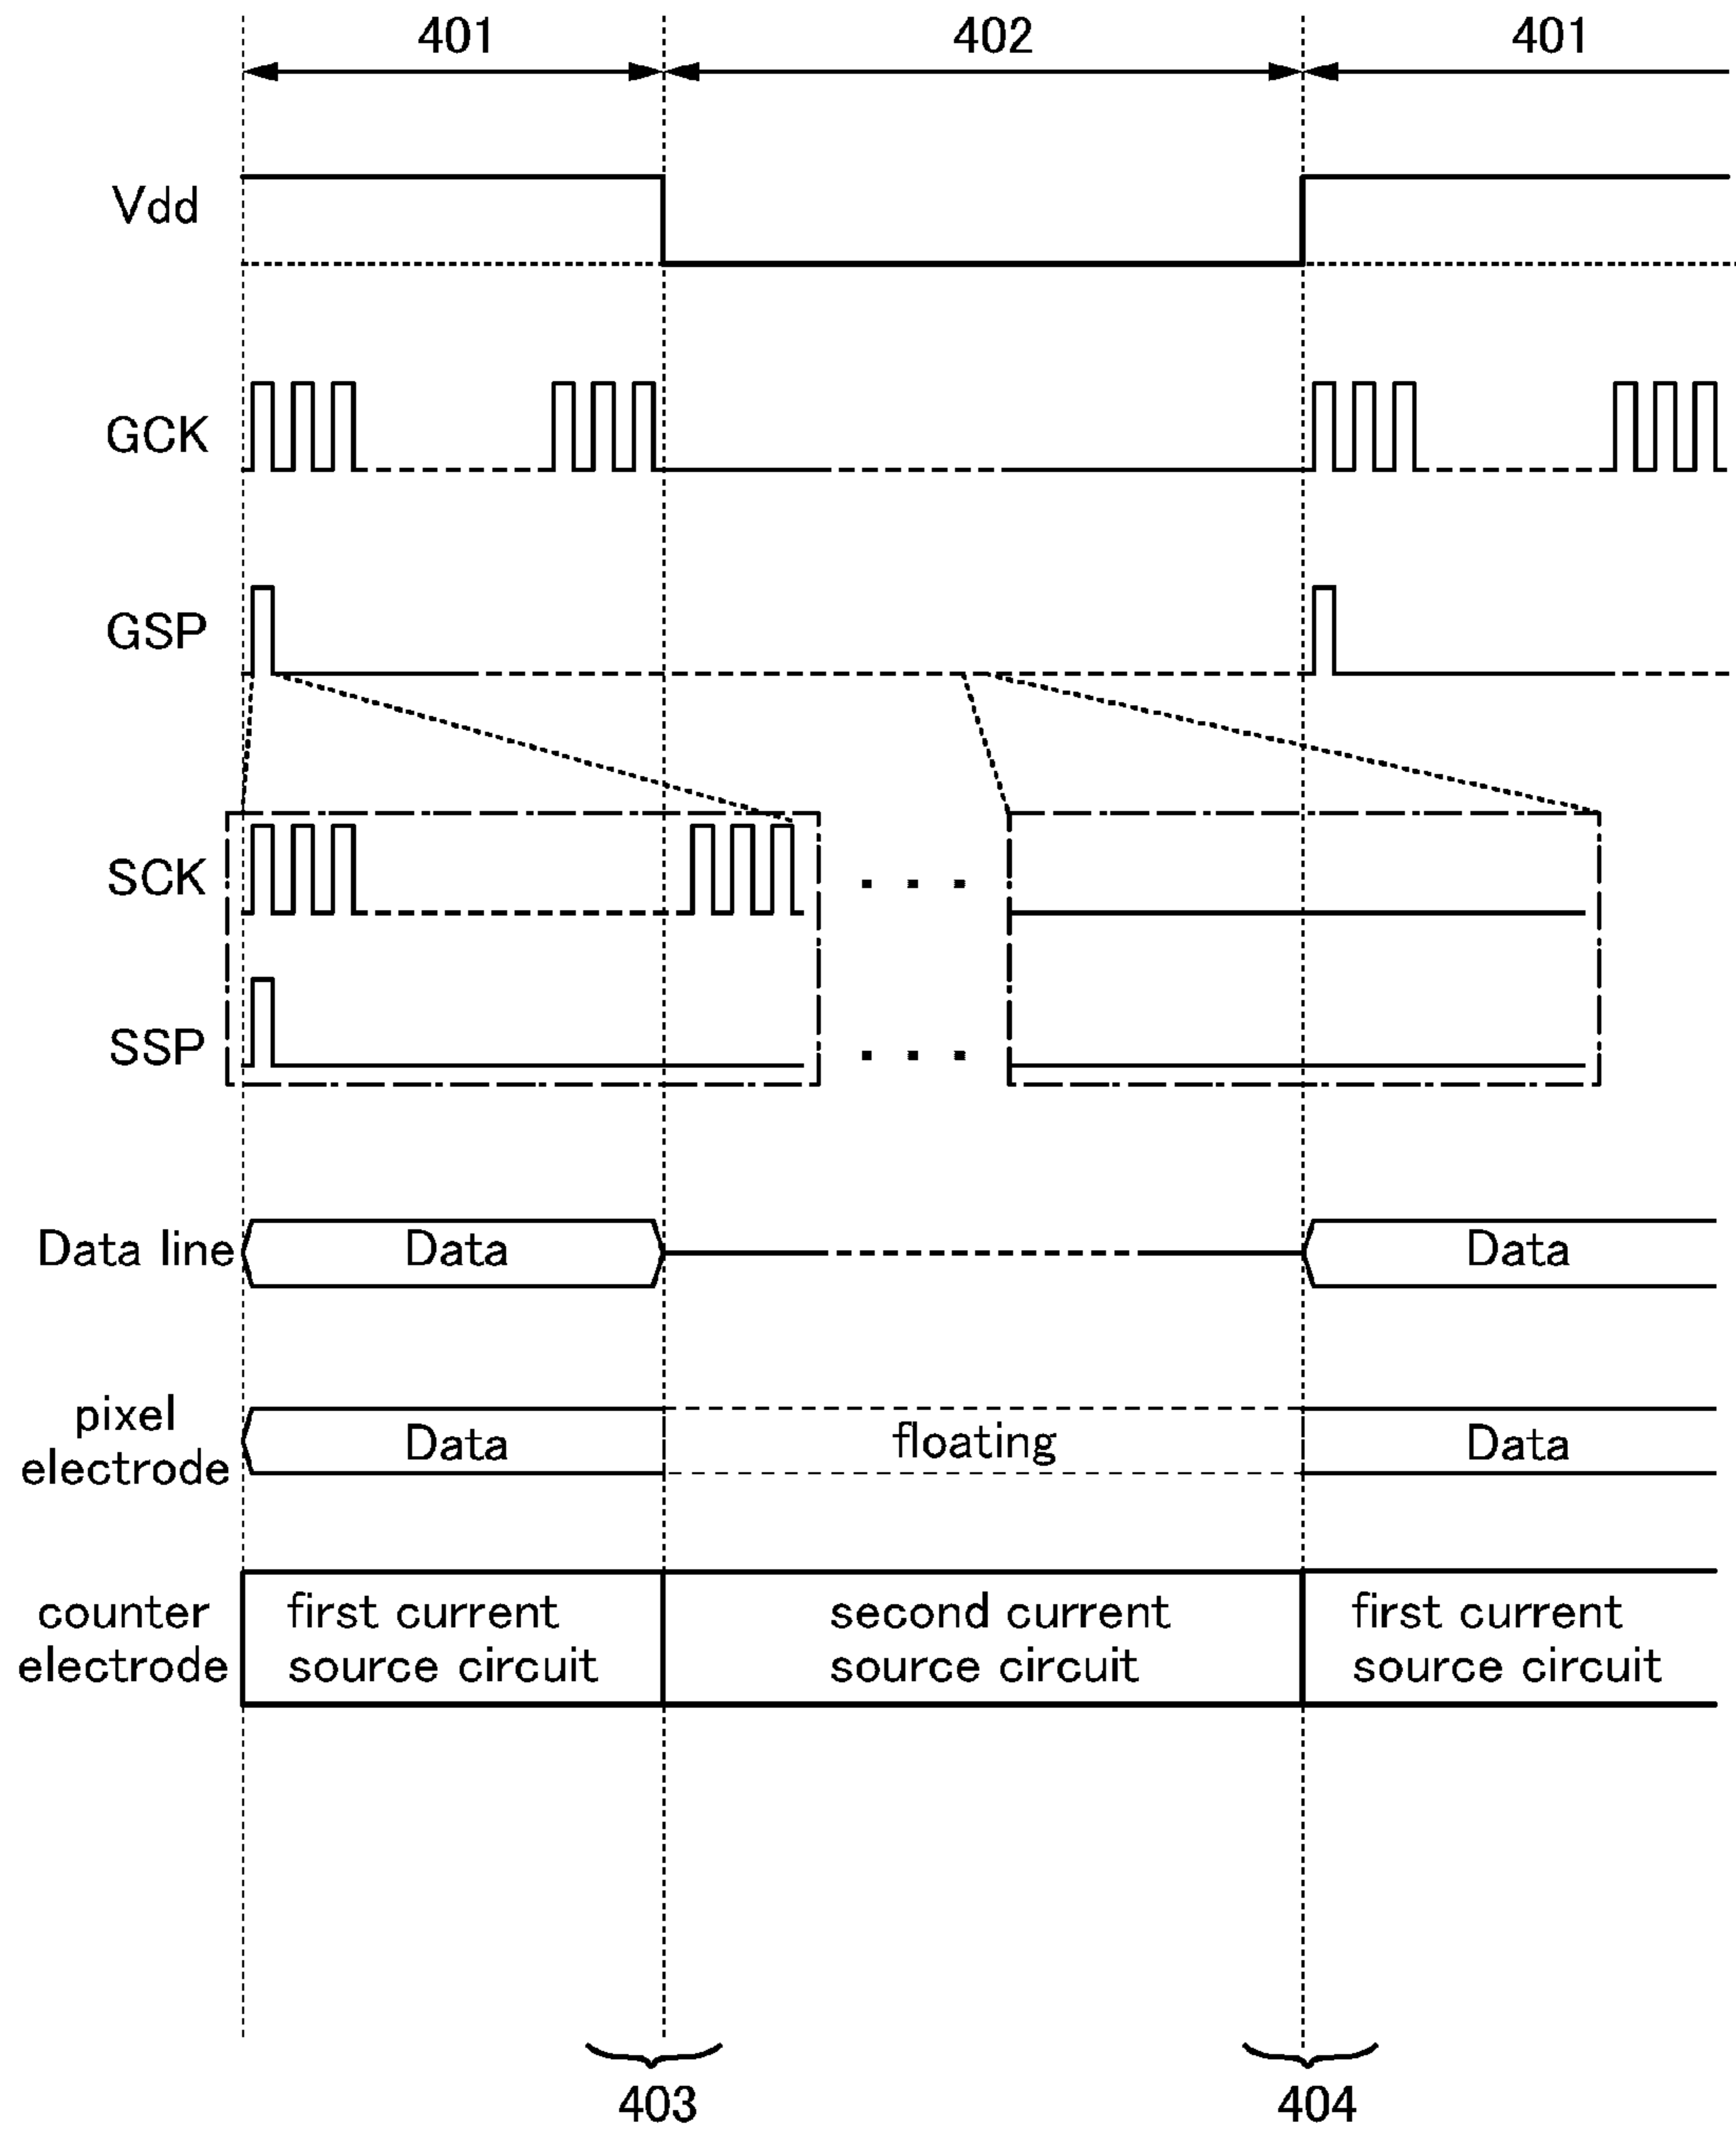 401
402
401
Vdd
GCK
GSP
SCK
SSP
Data line
Data
Data
pixel
electrode
Data
floating
Data
counter
electrode
first current
source circuit
second current
source circuit
first current
source circuit
403
404